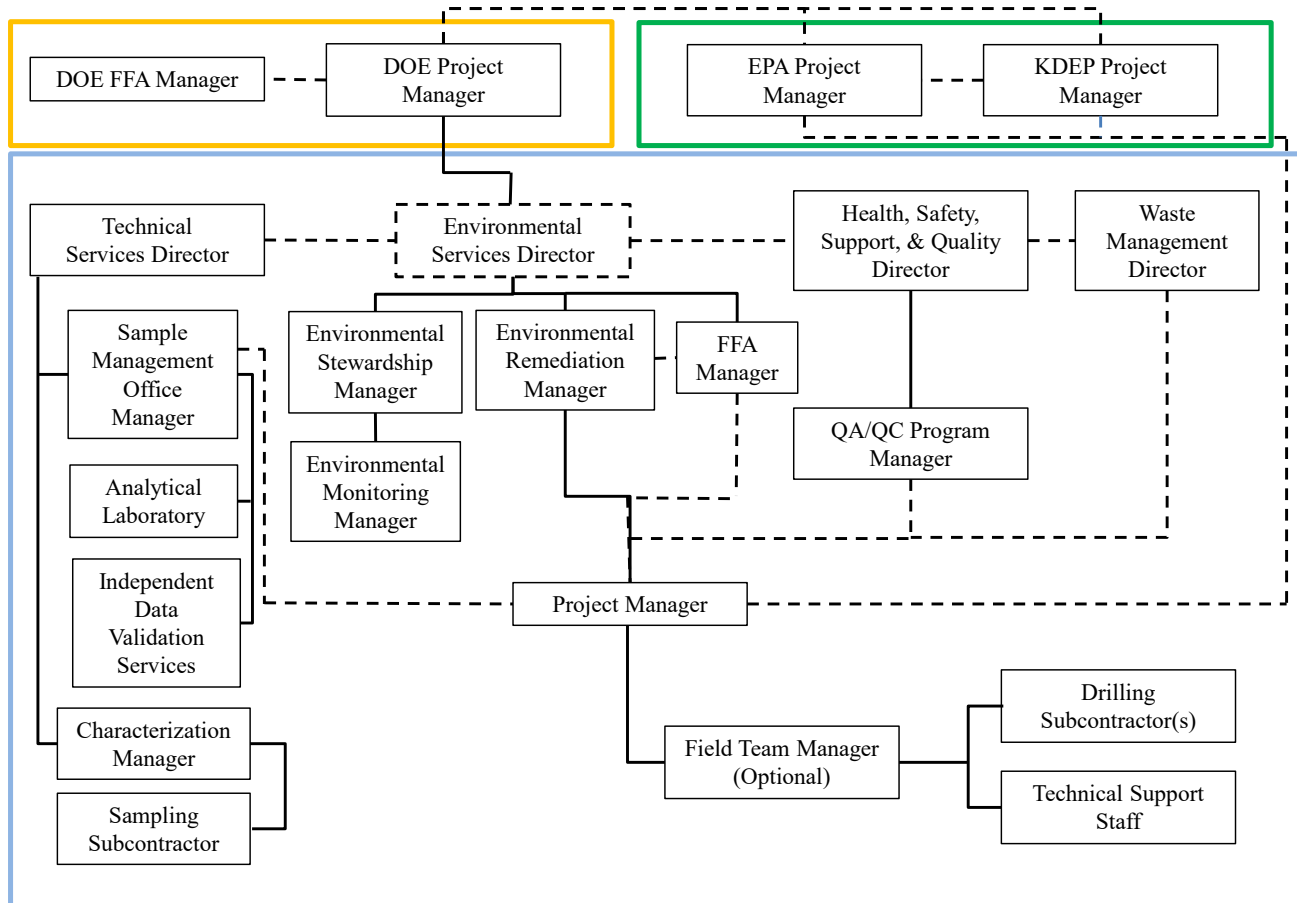 DOE FFA Manager
DOE Project
Manager
EPA Project
Manager
KDEP Project
Manager
Technical
Services Director
Environmental
Services Director
Health, Safety,
Support, & Quality
Director
Waste
Management
Director
Sample
Management
Office
Manager
Environmental
Stewardship
Manager
Environmental
Remediation
Manager
FFA
Manager
QA/QC Program
Manager
Analytical
Laboratory
Environmental
Monitoring
Manager
Independent
Data
Validation
Services
Project Manager
Characterization
Manager
Field Team Manager
(Optional)
Drilling
Subcontractor(s)
Sampling
Subcontractor
Technical Support
Staff